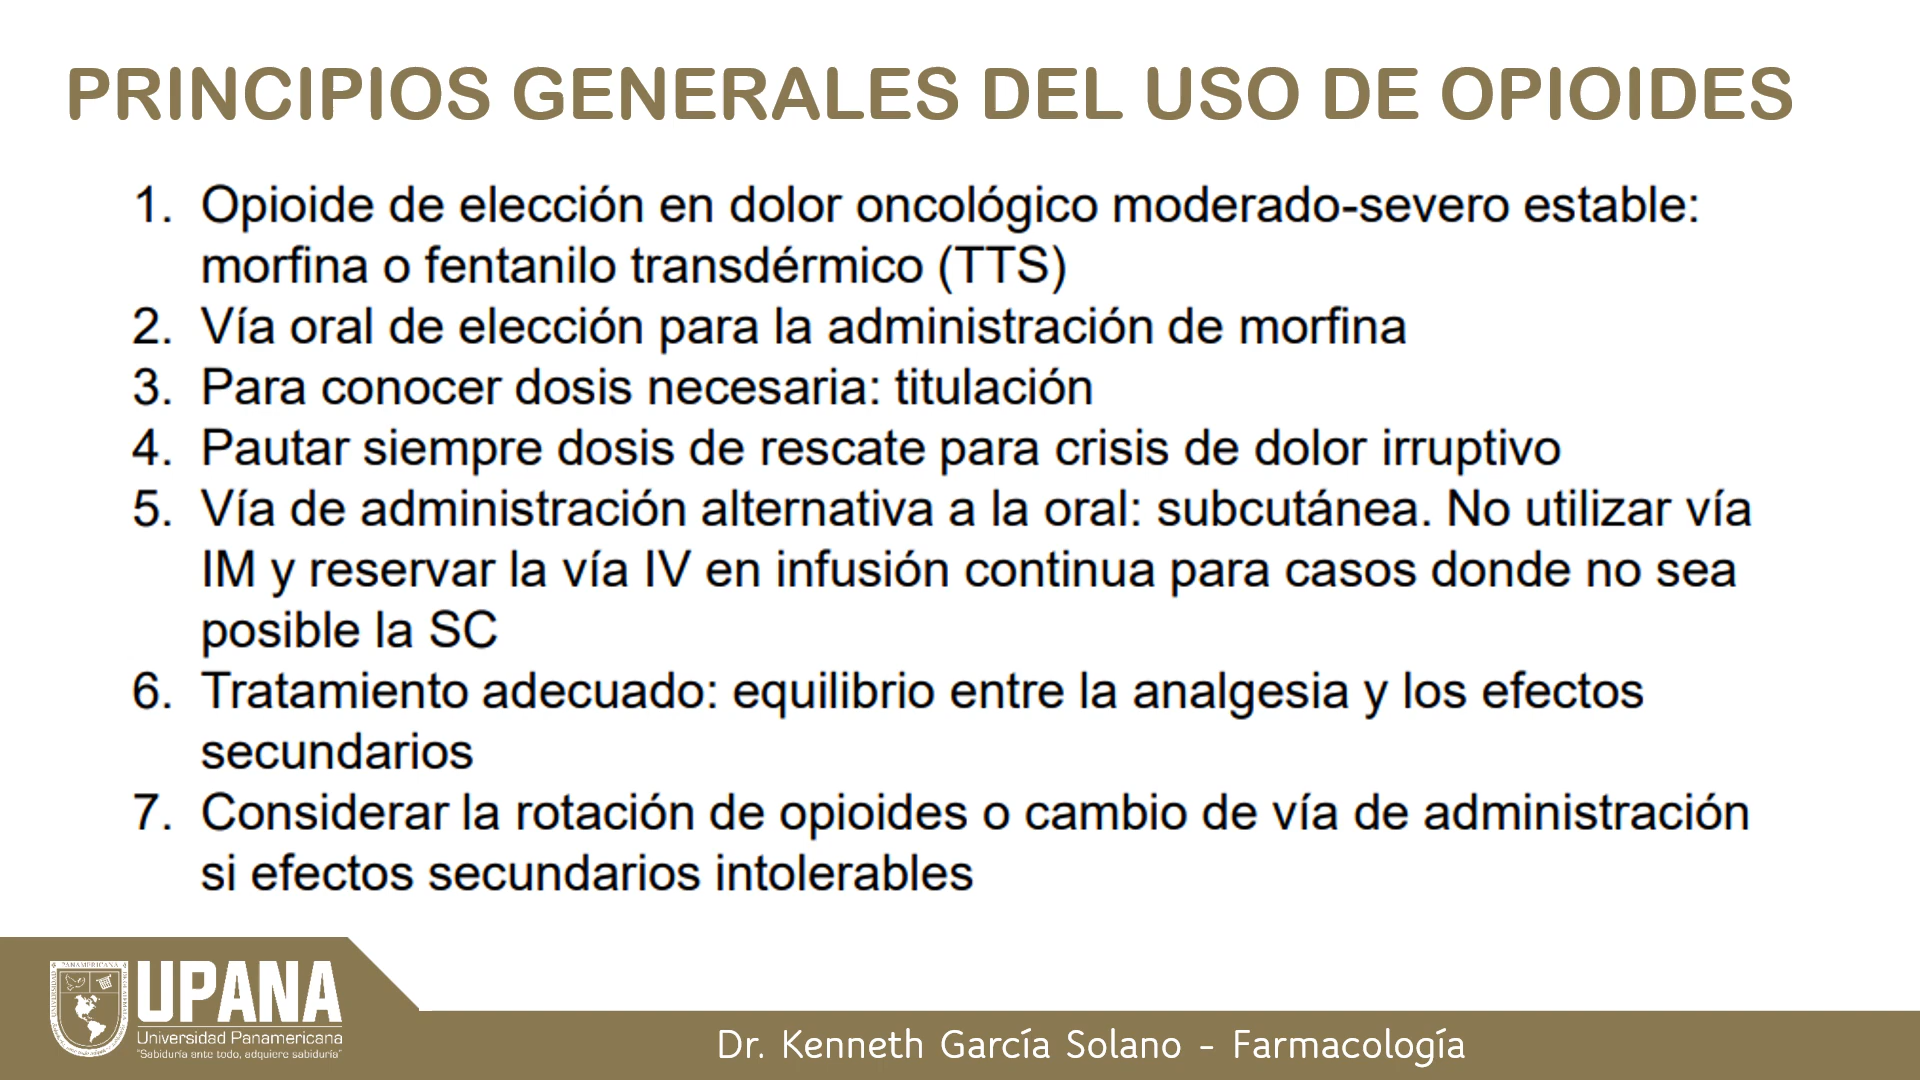 PRINCIPIOS GENERALES DEL USO DE OPIOIDES
1. Opioide de elección en dolor oncológico moderado-severo estable:
morfina o fentanilo transdérmico (TTS)
2. Vía oral de elección para la administración de morfina
3. Para conocer dosis necesaria: titulación
4. Pautar siempre dosis de rescate para crisis de dolor irruptivo
5. Vía de administración alternativa a la oral: subcutánea. No utilizar vía
IM y reservar la vía IV en infusión continua para casos donde no sea
posible la SC
6. Tratamiento adecuado: equilibrio entre la analgesia y los efectos
secundarios
7. Considerar la rotación de opioides o cambio de vía de administración
si efectos secundarios intolerables
UPANA
Universidad Panamericana
"Sabiduría ante todo, adquiere sabiduría"
Dr. Kenneth García Solano - Farmacología